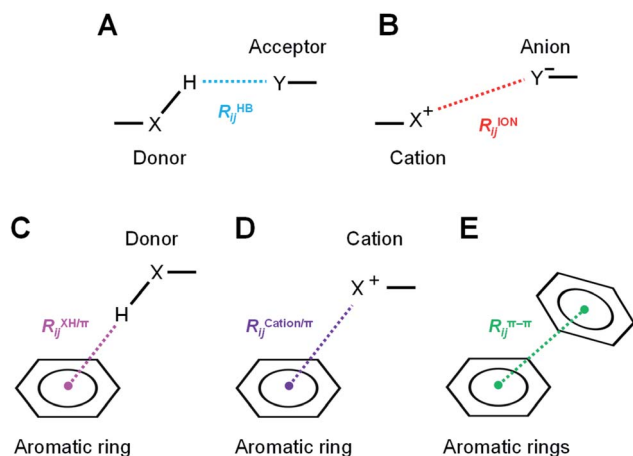 A
Acceptor
H
Y
X
R_ij^HB
Donor
B
Anion
Y−
X+
R_ij^ION
Cation
C
Donor
X
H
R_ij^XH/π
Aromatic ring
D
Cation
X+
R_ij^Cation/π
Aromatic ring
E
R_ij^π−π
Aromatic rings